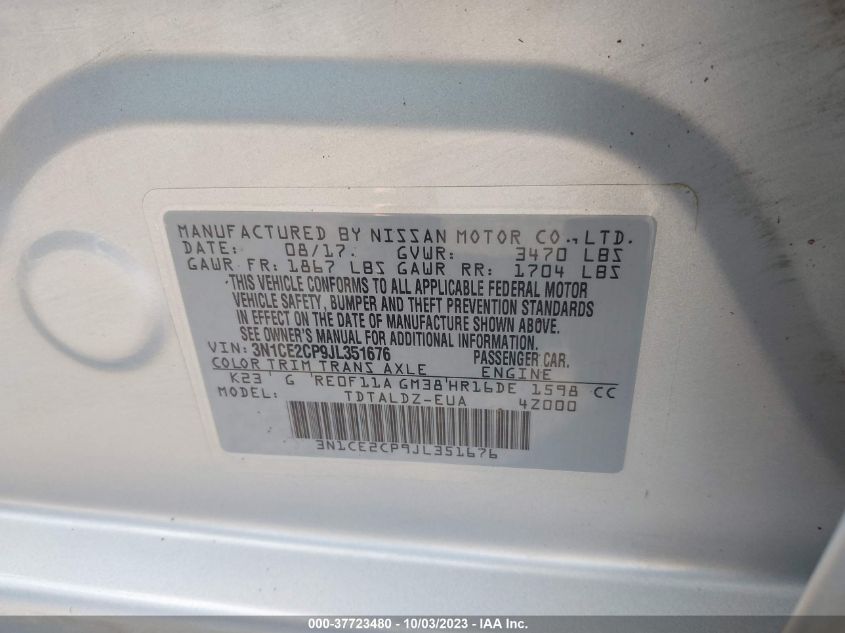 MANUFACTURED BY NISSAN MOTOR CO., LTD.
DATE: 08/17. GVWR: 3470 LBS
GAWR FR: 1867 LBS GAWR RR: 1704 LBS
THIS VEHICLE CONFORMS TO ALL APPLICABLE FEDERAL MOTOR
VEHICLE SAFETY, BUMPER AND THEFT PREVENTION STANDARDS
IN EFFECT ON THE DATE OF MANUFACTURE SHOWN ABOVE.
SEE OWNER'S MANUAL FOR ADDITIONAL INFORMATION.
VIN: 3N1CE2CP9JL351676 PASSENGER CAR.
COLOR TRIM TRANS AXLE ENGINE
K23 G RE0F11A GM38 HR16DE 1598 CC
MODEL: TDTALDZ-EUA 4Z000
3N1CE2CP9JL351676
000-37723480 - 10/03/2023 - IAA Inc.